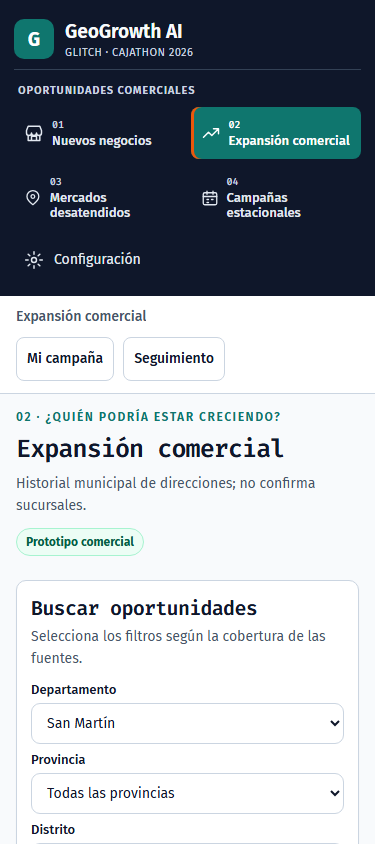 G
GeoGrowth AI
GLITCH · CAJATHON 2026
OPORTUNIDADES COMERCIALES
01
Nuevos negocios
02
Expansión comercial
03
Mercados
desatendidos
04
Campañas
estacionales
Configuración
Expansión comercial
Mi campaña
Seguimiento
02 · ¿QUIÉN PODRÍA ESTAR CRECIENDO?
Expansión comercial
Historial municipal de direcciones; no confirma
sucursales.
Prototipo comercial
Buscar oportunidades
Selecciona los filtros según la cobertura de las
fuentes.
Departamento
San Martín
Provincia
Todas las provincias
Distrito